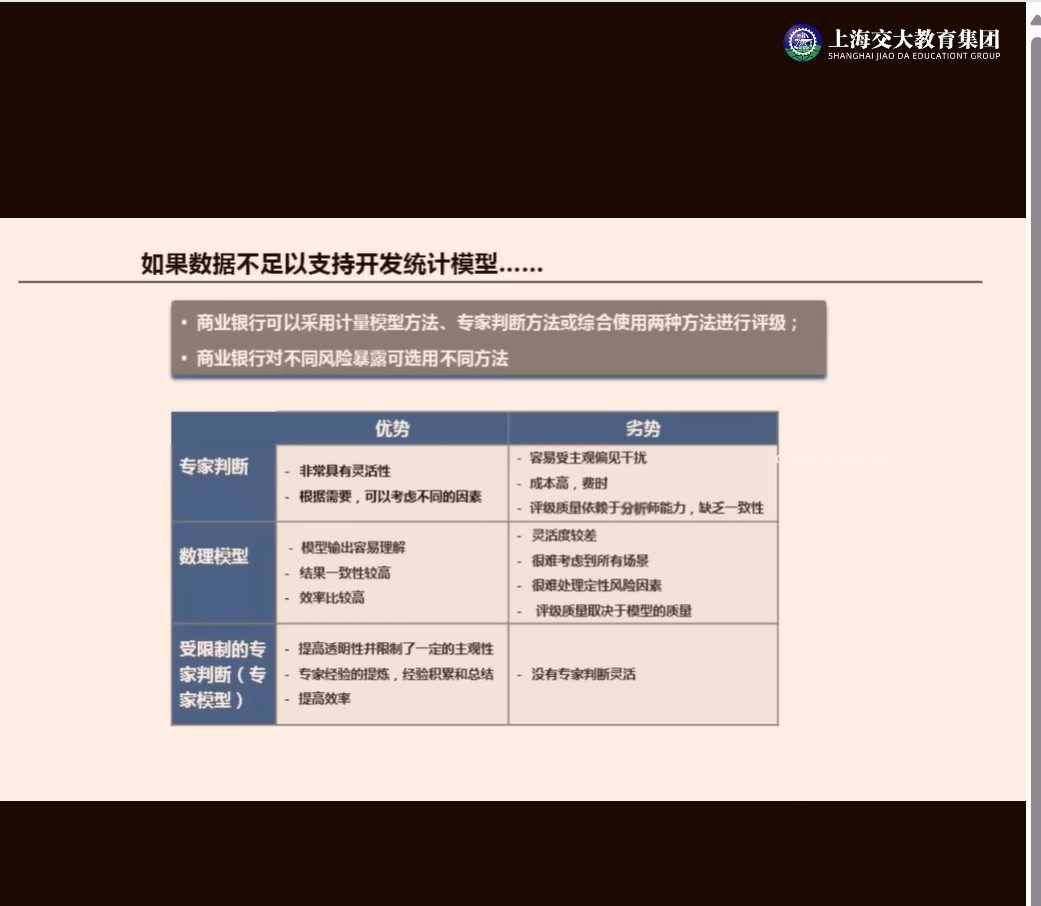 上海交大教育集团
SHANGHAI JIAO DA EDUCATIONT GROUP
如果数据不足以支持开发统计模型……
• 商业银行可以采用计量模型方法、专家判断方法或综合使用两种方法进行评级；
• 商业银行对不同风险暴露可选用不同方法
优势
劣势
专家判断
- 非常具有灵活性
- 根据需要，可以考虑不同的因素
- 容易受主观偏见干扰
- 成本高，费时
- 评级质量依赖于分析师能力，缺乏一致性
数理模型
- 模型输出容易理解
- 结果一致性较高
- 效率比较高
- 灵活度较差
- 很难考虑到所有场景
- 很难处理定性风险因素
- 评级质量取决于模型的质量
受限制的专
家判断（专
家模型）
- 提高透明性并限制了一定的主观性
- 专家经验的提炼，经验积累和总结
- 提高效率
- 没有专家判断灵活